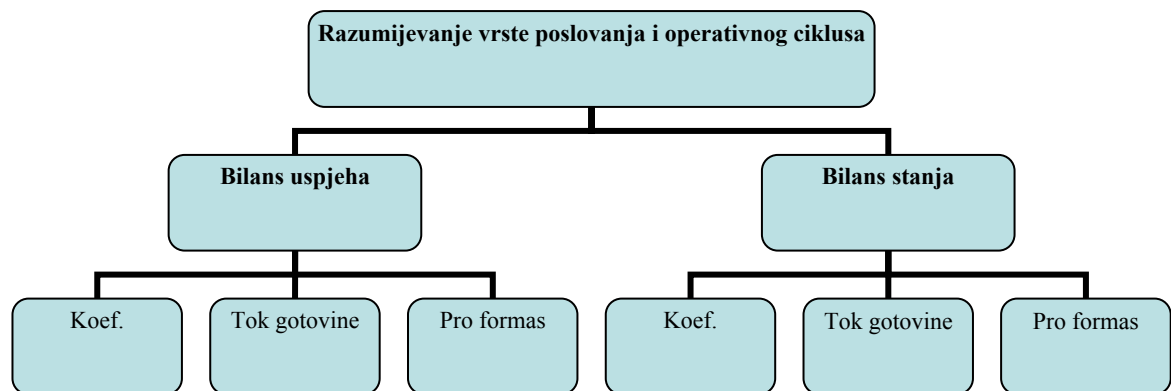 Razumijevanje vrste poslovanja i operativnog ciklusa
Bilans uspjeha
Bilans stanja
Koef.
Tok gotovine
Pro formas
Koef.
Tok gotovine
Pro formas